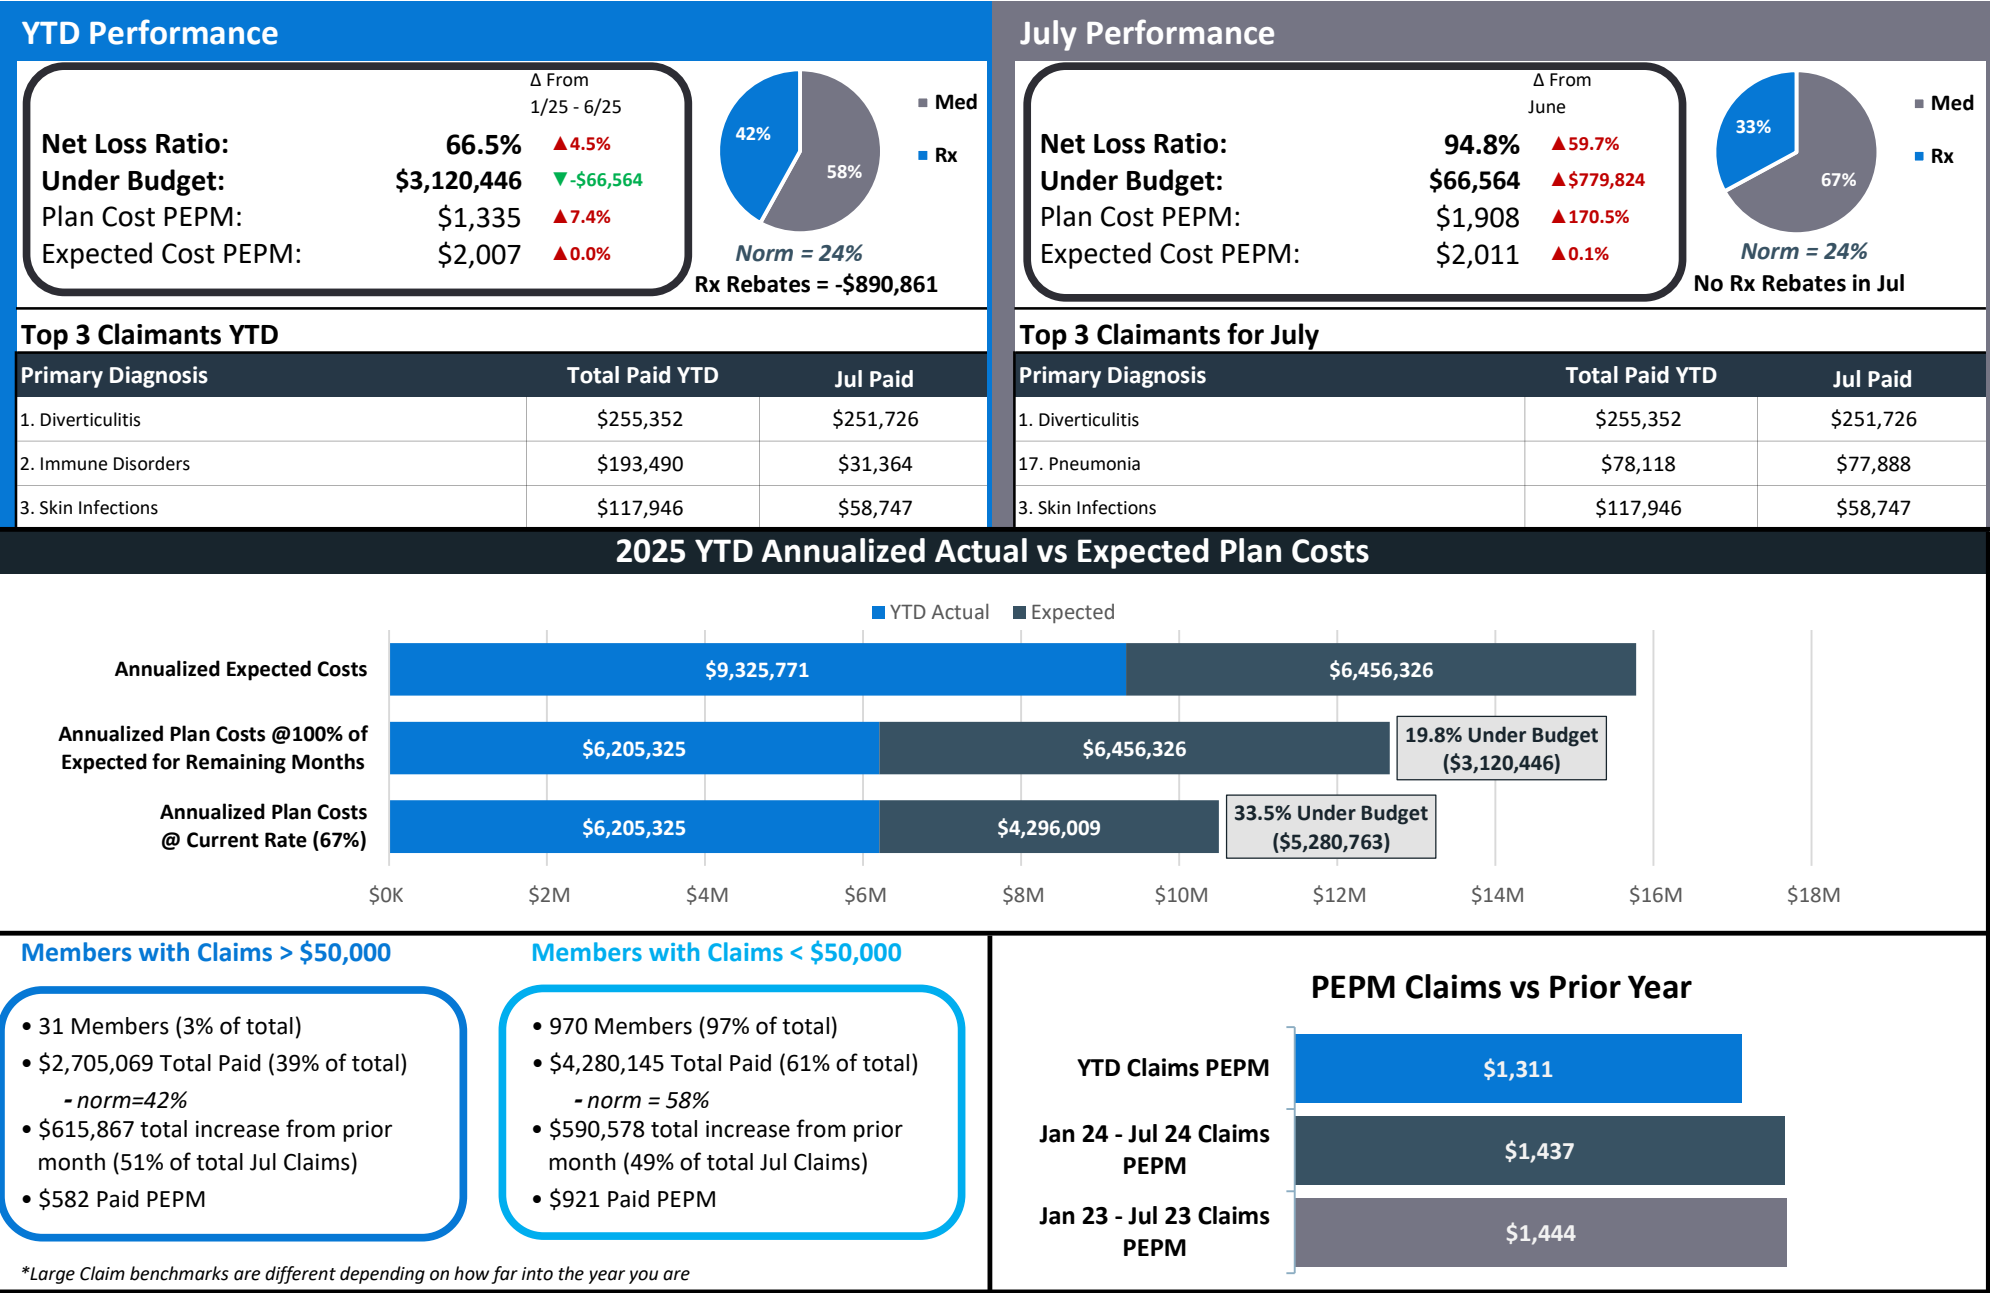 YTD Performance
Δ From
1/25 - 6/25
Net Loss Ratio: 66.5% ▲4.5%
Under Budget: $3,120,446 ▼-$66,564
Plan Cost PEPM: $1,335 ▲7.4%
Expected Cost PEPM: $2,007 ▲0.0%
42%
58%
Med
Rx
Norm = 24%
Rx Rebates = -$890,861
Top 3 Claimants YTD
Primary Diagnosis Total Paid YTD Jul Paid
1. Diverticulitis $255,352 $251,726
2. Immune Disorders $193,490 $31,364
3. Skin Infections $117,946 $58,747
July Performance
Δ From
June
Net Loss Ratio: 94.8% ▲59.7%
Under Budget: $66,564 ▲$779,824
Plan Cost PEPM: $1,908 ▲170.5%
Expected Cost PEPM: $2,011 ▲0.1%
33%
67%
Med
Rx
Norm = 24%
No Rx Rebates in Jul
Top 3 Claimants for July
Primary Diagnosis Total Paid YTD Jul Paid
1. Diverticulitis $255,352 $251,726
17. Pneumonia $78,118 $77,888
3. Skin Infections $117,946 $58,747
2025 YTD Annualized Actual vs Expected Plan Costs
YTD Actual Expected
Annualized Expected Costs $9,325,771 $6,456,326
Annualized Plan Costs @100% of
Expected for Remaining Months
$6,205,325 $6,456,326
19.8% Under Budget
($3,120,446)
Annualized Plan Costs
@ Current Rate (67%)
$6,205,325 $4,296,009
33.5% Under Budget
($5,280,763)
$0K $2M $4M $6M $8M $10M $12M $14M $16M $18M
Members with Claims > $50,000
• 31 Members (3% of total)
• $2,705,069 Total Paid (39% of total)
- norm=42%
• $615,867 total increase from prior
month (51% of total Jul Claims)
• $582 Paid PEPM
Members with Claims < $50,000
• 970 Members (97% of total)
• $4,280,145 Total Paid (61% of total)
- norm = 58%
• $590,578 total increase from prior
month (49% of total Jul Claims)
• $921 Paid PEPM
*Large Claim benchmarks are different depending on how far into the year you are
PEPM Claims vs Prior Year
YTD Claims PEPM $1,311
Jan 24 - Jul 24 Claims
PEPM
$1,437
Jan 23 - Jul 23 Claims
PEPM
$1,444